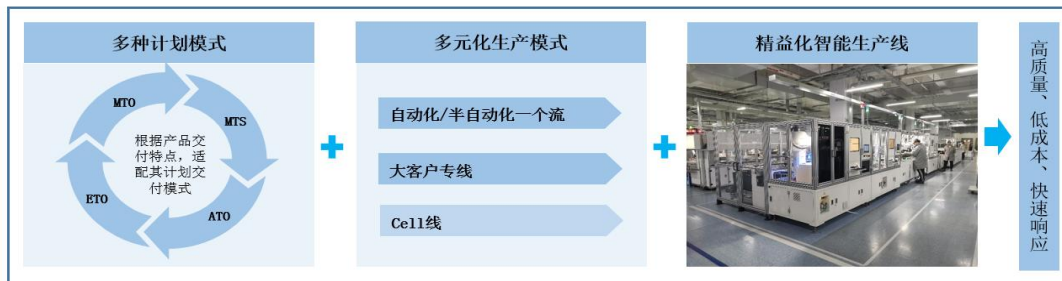 多种计划模式
MTO
MTS
根据产品交
付特点，适
配其计划交
付模式
ETO
ATO
多元化生产模式
自动化/半自动化一个流
大客户专线
Cell线
精益化智能生产线
高质量、低成本、快速响应